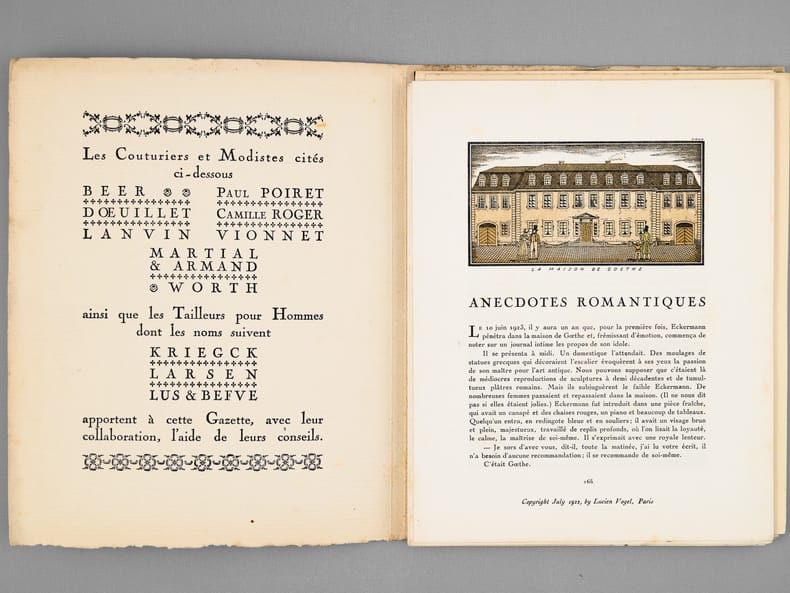 Les Couturiers et Modistes cités
ci-dessous
BEER PAUL POIRET
DŒUILLET CAMILLE ROGER
LANVIN VIONNET
MARTIAL
& ARMAND
WORTH
ainsi que les Tailleurs pour Hommes
dont les noms suivent
KRIEGCK
LARSEN
LUS & BEFVE
apportent à cette Gazette, avec leur
collaboration, l'aide de leurs conseils.
LA MAISON DE GOETHE
ANECDOTES ROMANTIQUES
LE 10 juin 1923, il y aura un an que, pour la première fois, Eckermann
pénétra dans la maison de Gœthe et, frémissant d'émotion, commença de
noter sur un journal intime les propos de son idole.
Il se présenta à midi. Un domestique l'attendait. Des moulages de
statues grecques qui décoraient l'escalier évoquèrent à ses yeux la passion
de son maître pour l'art antique. Nous pouvons supposer que c'étaient là
de médiocres reproductions de sculptures à demi décadentes et de tumul-
tueux plâtres romains. Mais ils subjuguèrent le faible Eckermann. De
nombreuses femmes passaient et repassaient dans la maison. (Il ne nous dit
pas si elles étaient jolies.) Eckermann fut introduit dans une pièce fraîche,
qui avait un canapé et des chaises rouges, un piano et beaucoup de tableaux.
Quelqu'un entra, en redingote bleue et en souliers; il avait un visage brun
et plein, majestueux, travaillé de replis profonds, où l'on lisait la loyauté,
le calme, la maîtrise de soi-même. Il s'exprimait avec une royale lenteur.
— Je sors d'avec vous, dit-il, toute la matinée, j'ai lu votre écrit, il
n'a besoin d'aucune recommandation; il se recommande de soi-même.
C'était Gœthe.
166
Copyright July 1922, by Lucien Vogel, Paris